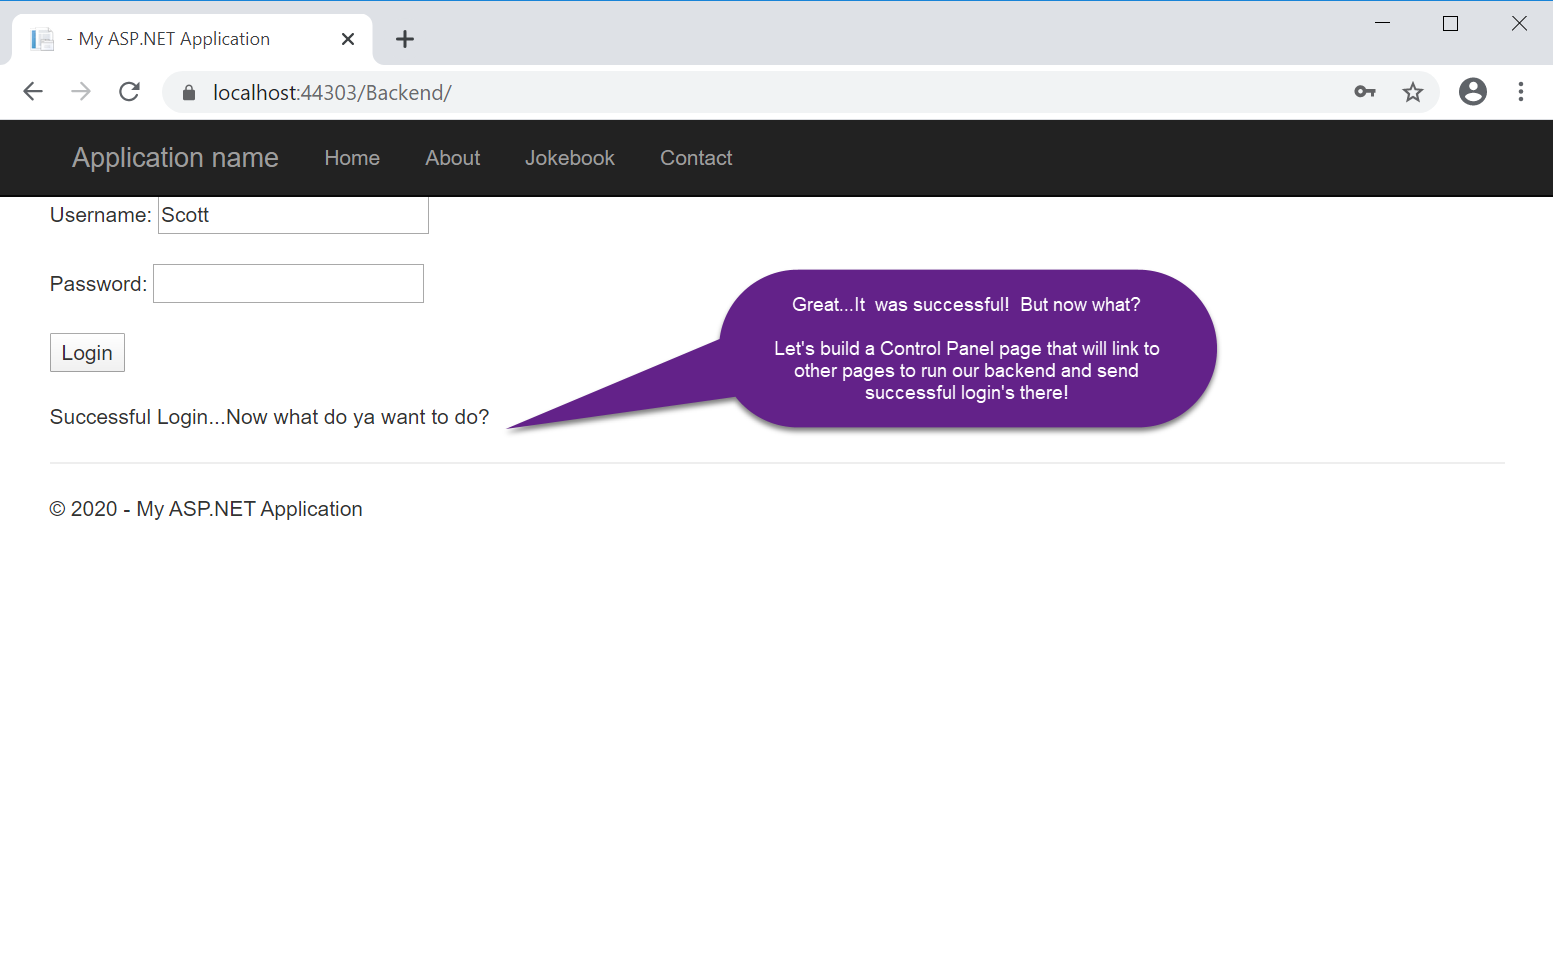 - My ASP.NET Application
localhost:44303/Backend/
Application name Home About Jokebook Contact
Username: Scott
Password:
Login
Successful Login...Now what do ya want to do?
Great...It  was successful!  But now what?
Let's build a Control Panel page that will link to
other pages to run our backend and send
successful login's there!
© 2020 - My ASP.NET Application